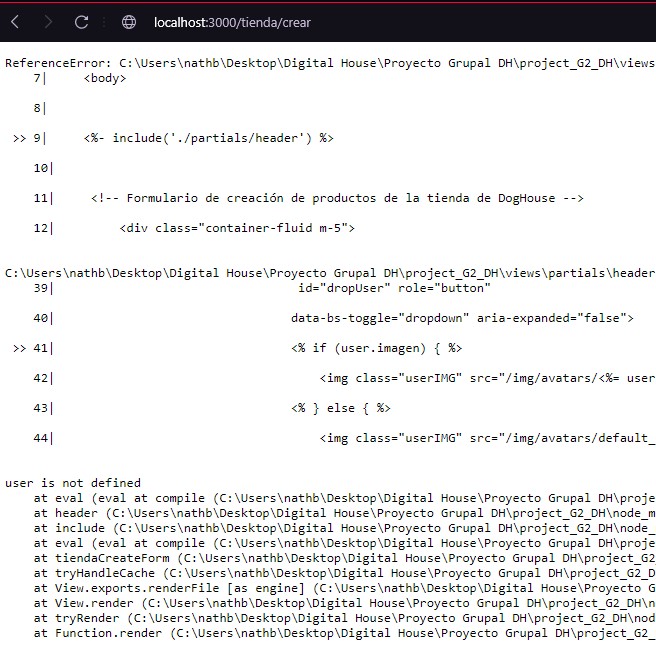 localhost:3000/tienda/crear
ReferenceError: C:\Users\nathb\Desktop\Digital House\Proyecto Grupal DH\project_G2_DH\views
7| <body>
8|
>> 9| <%- include('./partials/header') %>
10|
11| <!-- Formulario de creación de productos de la tienda de DogHouse -->
12| <div class="container-fluid m-5">
C:\Users\nathb\Desktop\Digital House\Proyecto Grupal DH\project_G2_DH\views\partials\header
39| id="dropUser" role="button"
40| data-bs-toggle="dropdown" aria-expanded="false">
>> 41| <% if (user.imagen) { %>
42| <img class="userIMG" src="/img/avatars/<%= user
43| <% } else { %>
44| <img class="userIMG" src="/img/avatars/default_
user is not defined
at eval (eval at compile (C:\Users\nathb\Desktop\Digital House\Proyecto Grupal DH\proje
at header (C:\Users\nathb\Desktop\Digital House\Proyecto Grupal DH\project_G2_DH\node_m
at include (C:\Users\nathb\Desktop\Digital House\Proyecto Grupal DH\project_G2_DH\node_
at eval (eval at compile (C:\Users\nathb\Desktop\Digital House\Proyecto Grupal DH\proje
at tiendaCreateForm (C:\Users\nathb\Desktop\Digital House\Proyecto Grupal DH\project_G2
at tryHandleCache (C:\Users\nathb\Desktop\Digital House\Proyecto Grupal DH\project_G2_D
at View.exports.renderFile [as engine] (C:\Users\nathb\Desktop\Digital House\Proyecto G
at View.render (C:\Users\nathb\Desktop\Digital House\Proyecto Grupal DH\project_G2_DH\n
at tryRender (C:\Users\nathb\Desktop\Digital House\Proyecto Grupal DH\project_G2_DH\nod
at Function.render (C:\Users\nathb\Desktop\Digital House\Proyecto Grupal DH\project_G2_